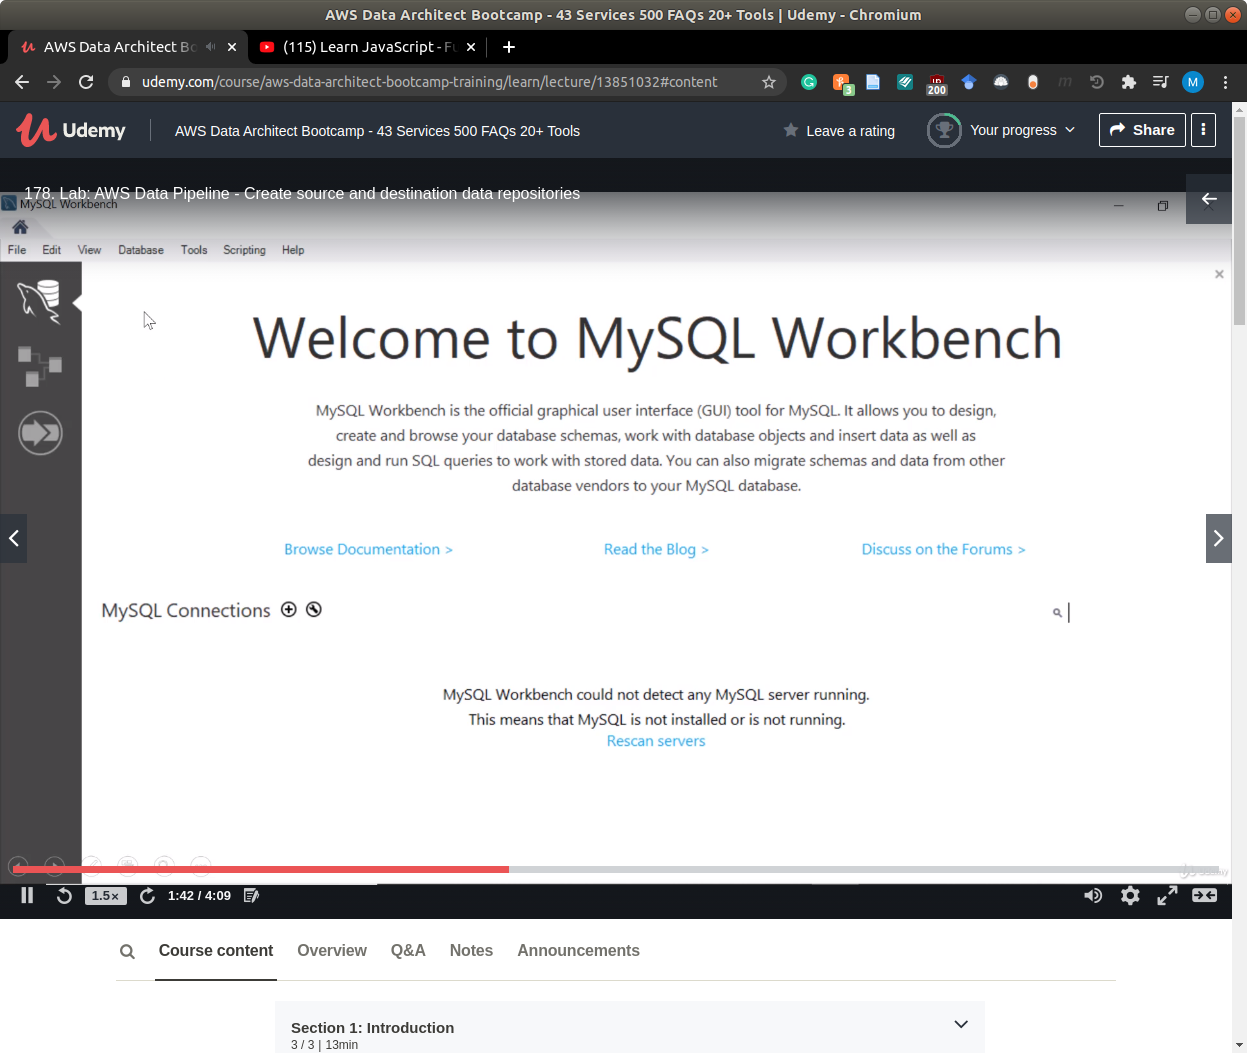 AWS Data Architect Bootcamp - 43 Services 500 FAQs 20+ Tools | Udemy - Chromium
AWS Data Architect Bo
(115) Learn JavaScript - Fu
udemy.com/course/aws-data-architect-bootcamp-training/learn/lecture/13851032#content
3
200
M
Udemy
AWS Data Architect Bootcamp - 43 Services 500 FAQs 20+ Tools
Leave a rating
Your progress
Share
178. Lab: AWS Data Pipeline - Create source and destination data repositories
MySQL Workbench
File Edit View Database Tools Scripting Help
Welcome to MySQL Workbench
MySQL Workbench is the official graphical user interface (GUI) tool for MySQL. It allows you to design,
create and browse your database schemas, work with database objects and insert data as well as
design and run SQL queries to work with stored data. You can also migrate schemas and data from other
database vendors to your MySQL database.
Browse Documentation >
Read the Blog >
Discuss on the Forums >
MySQL Connections
MySQL Workbench could not detect any MySQL server running.
This means that MySQL is not installed or is not running.
Rescan servers
1.5×
1:42 / 4:09
Course content Overview Q&A Notes Announcements
Section 1: Introduction
3 / 3 | 13min